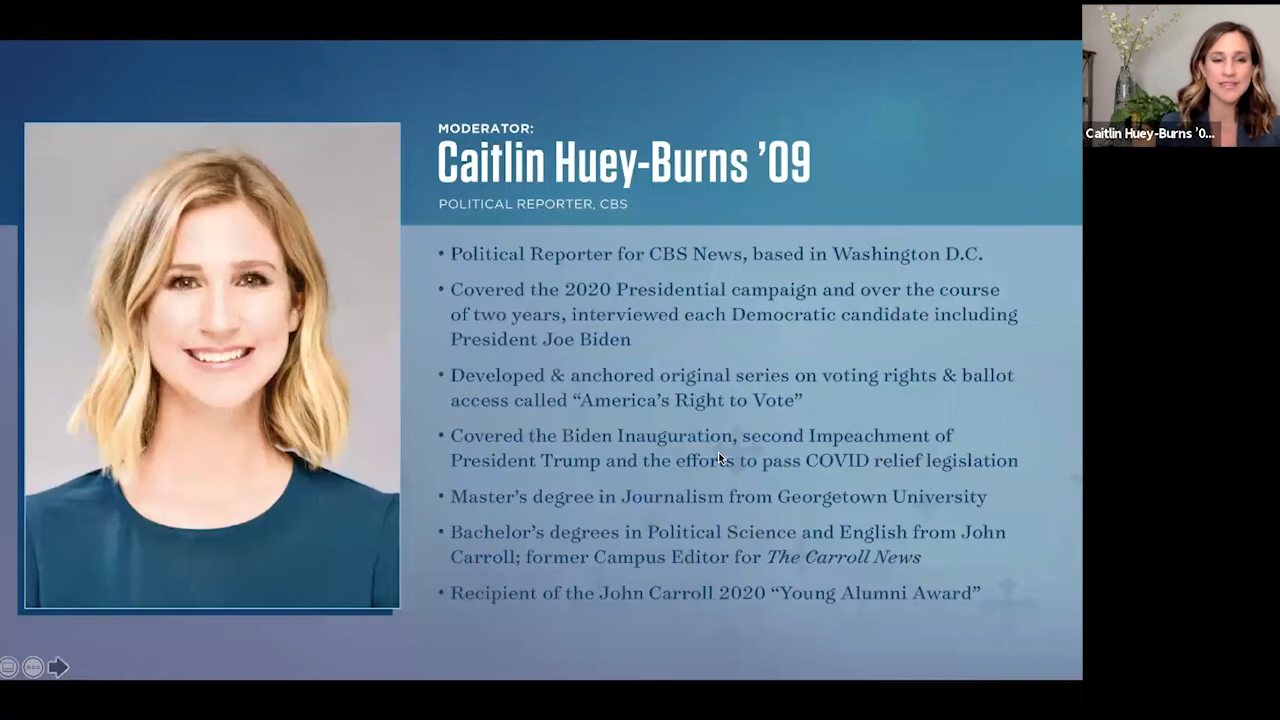 MODERATOR:
Caitlin Huey-Burns ’09
POLITICAL REPORTER, CBS
• Political Reporter for CBS News, based in Washington D.C.
• Covered the 2020 Presidential campaign and over the course
of two years, interviewed each Democratic candidate including
President Joe Biden
• Developed & anchored original series on voting rights & ballot
access called “America’s Right to Vote”
• Covered the Biden Inauguration, second Impeachment of
President Trump and the efforts to pass COVID relief legislation
• Master’s degree in Journalism from Georgetown University
• Bachelor’s degrees in Political Science and English from John
Carroll; former Campus Editor for The Carroll News
• Recipient of the John Carroll 2020 “Young Alumni Award”
Caitlin Huey-Burns ’0...